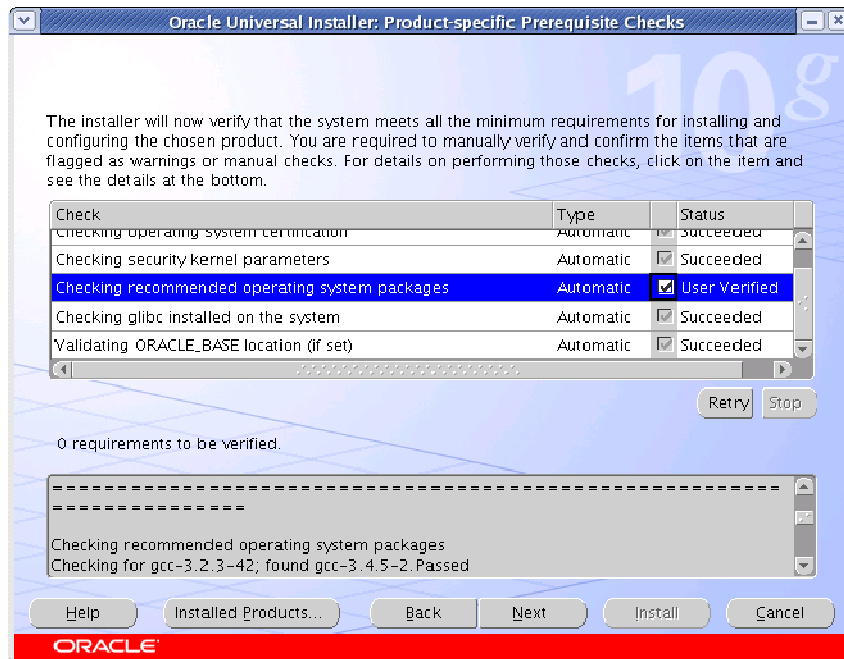 Oracle Universal Installer: Product-specific Prerequisite Checks
10g
The installer will now verify that the system meets all the minimum requirements for installing and
configuring the chosen product. You are required to manually verify and confirm the items that are
flagged as warnings or manual checks. For details on performing those checks, click on the item and
see the details at the bottom.
Check Type Status
Checking operating system certification Automatic Succeeded
Checking security kernel parameters Automatic Succeeded
Checking recommended operating system packages Automatic User Verified
Checking glibc installed on the system Automatic Succeeded
Validating ORACLE_BASE location (if set) Automatic Succeeded
Retry Stop
0 requirements to be verified.
=========================================================
===============
Checking recommended operating system packages
Checking for gcc-3.2.3-42; found gcc-3.4.5-2. Passed
Help Installed Products... Back Next Install Cancel
ORACLE